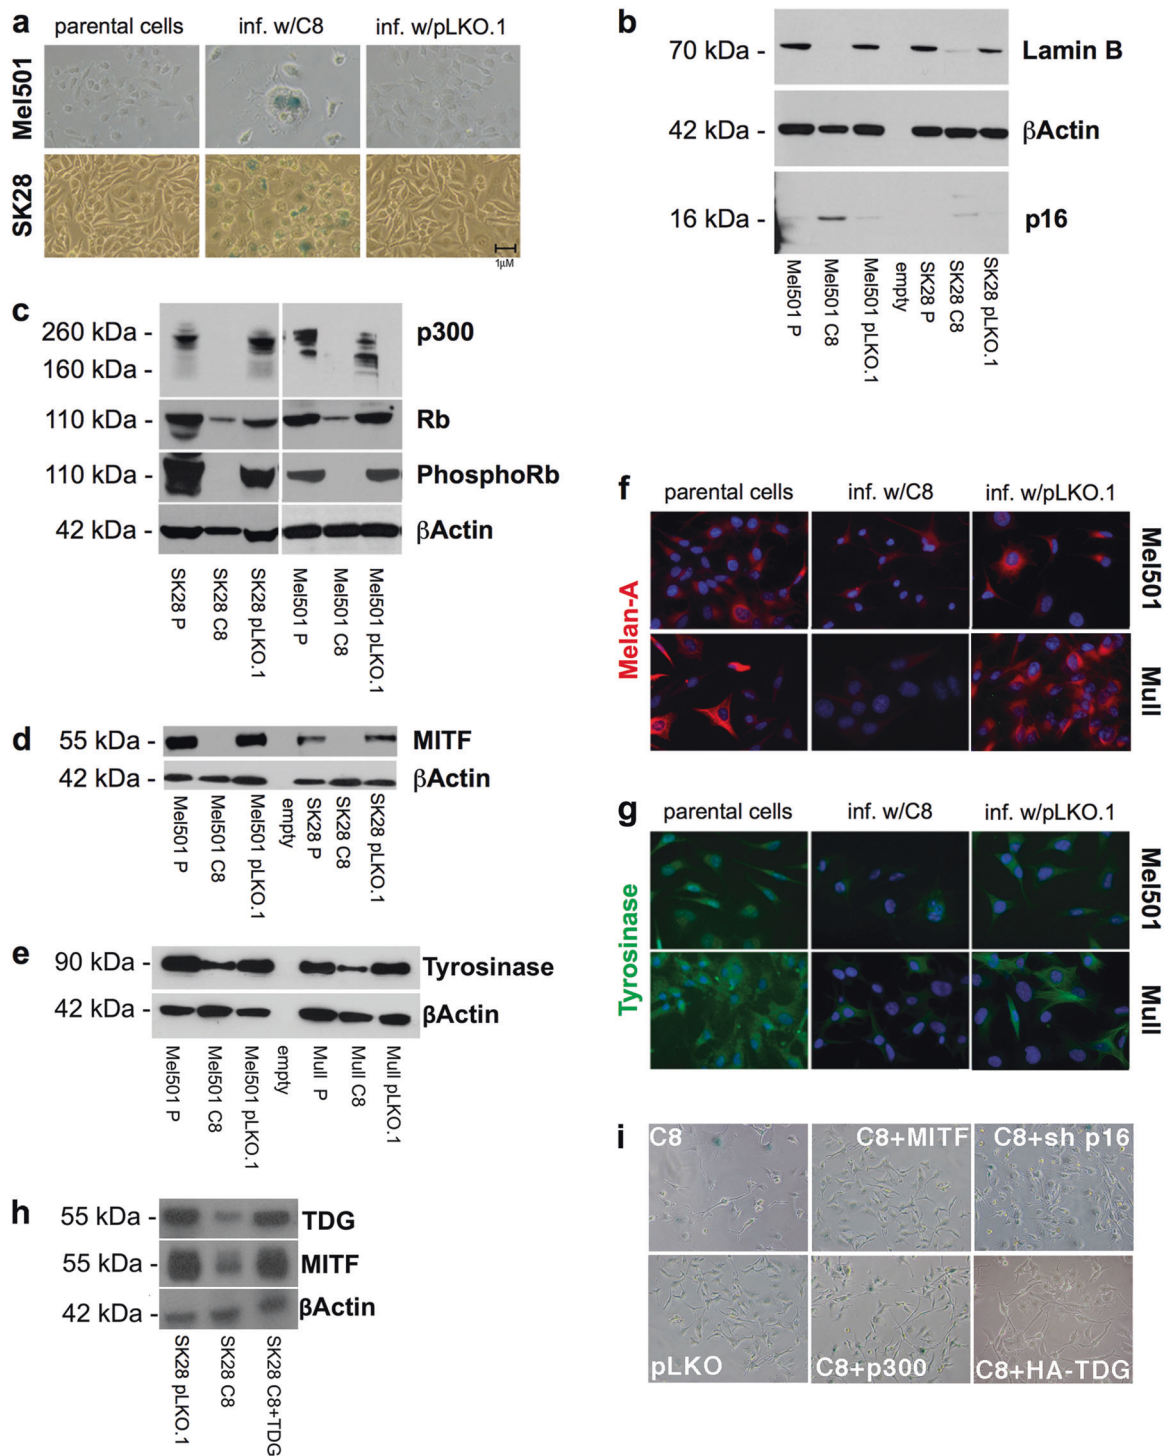 a
parental cells
inf. w/C8
inf. w/pLKO.1
Mel501
SK28
1µM
b
70 kDa -
Lamin B
42 kDa -
βActin
16 kDa -
p16
Mel501 P
Mel501 C8
Mel501 pLKO.1
empty
SK28 P
SK28 C8
SK28 pLKO.1
c
260 kDa -
p300
160 kDa -
110 kDa -
Rb
110 kDa -
PhosphoRb
42 kDa -
βActin
SK28 P
SK28 C8
SK28 pLKO.1
Mel501 P
Mel501 C8
Mel501 pLKO.1
d
55 kDa -
MITF
42 kDa -
βActin
Mel501 P
Mel501 C8
Mel501 pLKO.1
empty
SK28 P
SK28 C8
SK28 pLKO.1
e
90 kDa -
Tyrosinase
42 kDa -
βActin
Mel501 P
Mel501 C8
Mel501 pLKO.1
empty
Mull P
Mull C8
Mull pLKO.1
f
parental cells
inf. w/C8
inf. w/pLKO.1
Melan-A
Mel501
Mull
g
parental cells
inf. w/C8
inf. w/pLKO.1
Tyrosinase
Mel501
Mull
h
55 kDa -
TDG
55 kDa -
MITF
42 kDa -
βActin
SK28 pLKO.1
SK28 C8
SK28 C8+TDG
i
C8
C8+MITF
C8+sh p16
pLKO
C8+p300
C8+HA-TDG